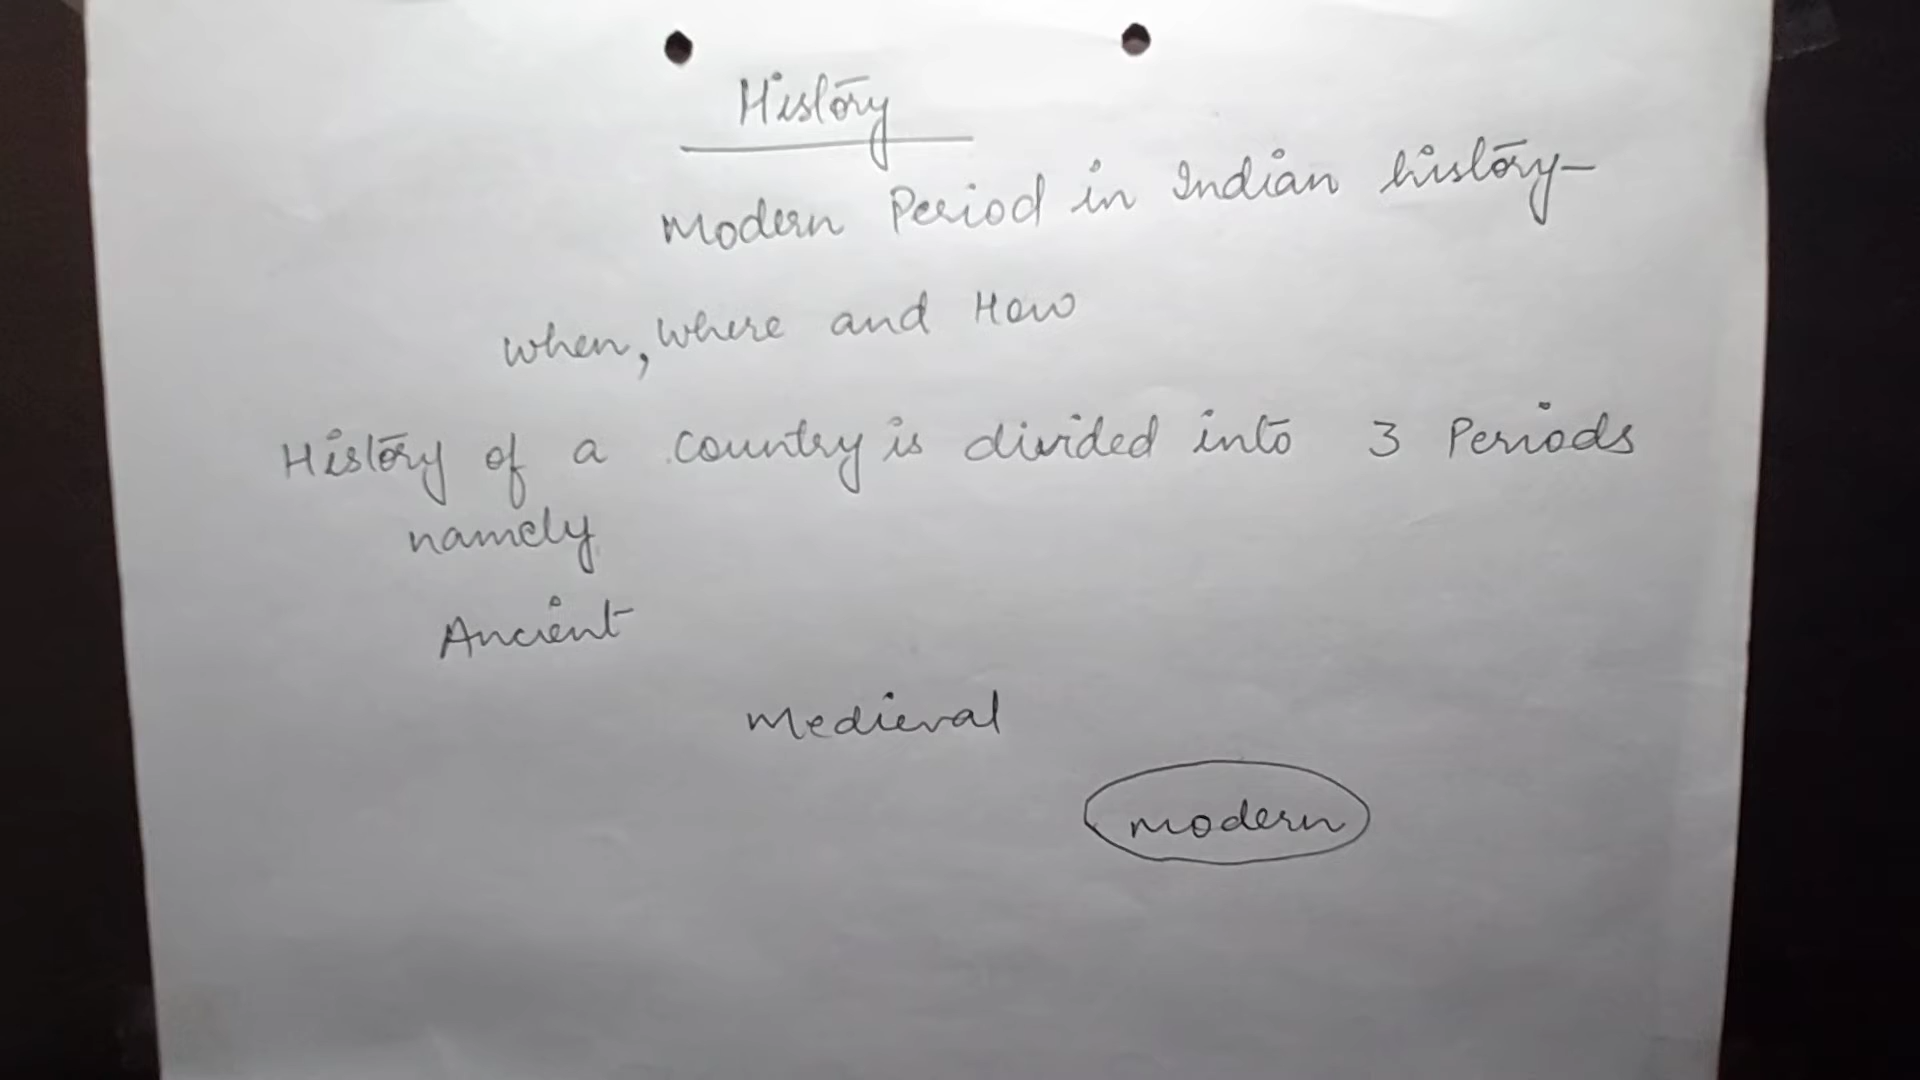 History
Modern Period in Indian history-
When, Where and How
History of a country is divided into 3 Periods
namely
Ancient
Medieval
modern